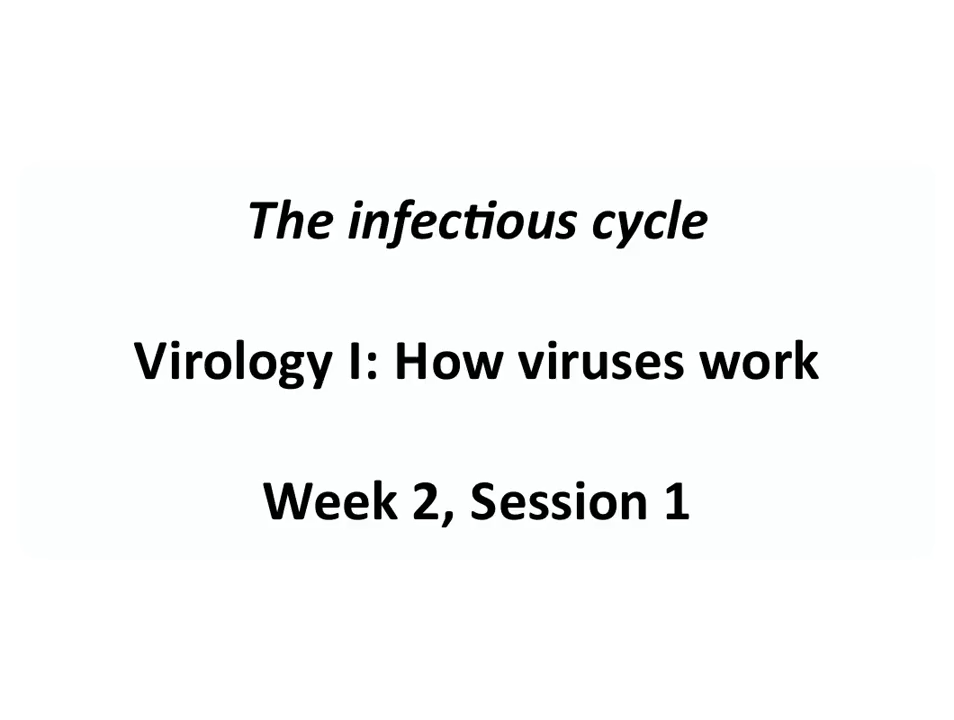 The infectious cycle
Virology I: How viruses work
Week 2, Session 1